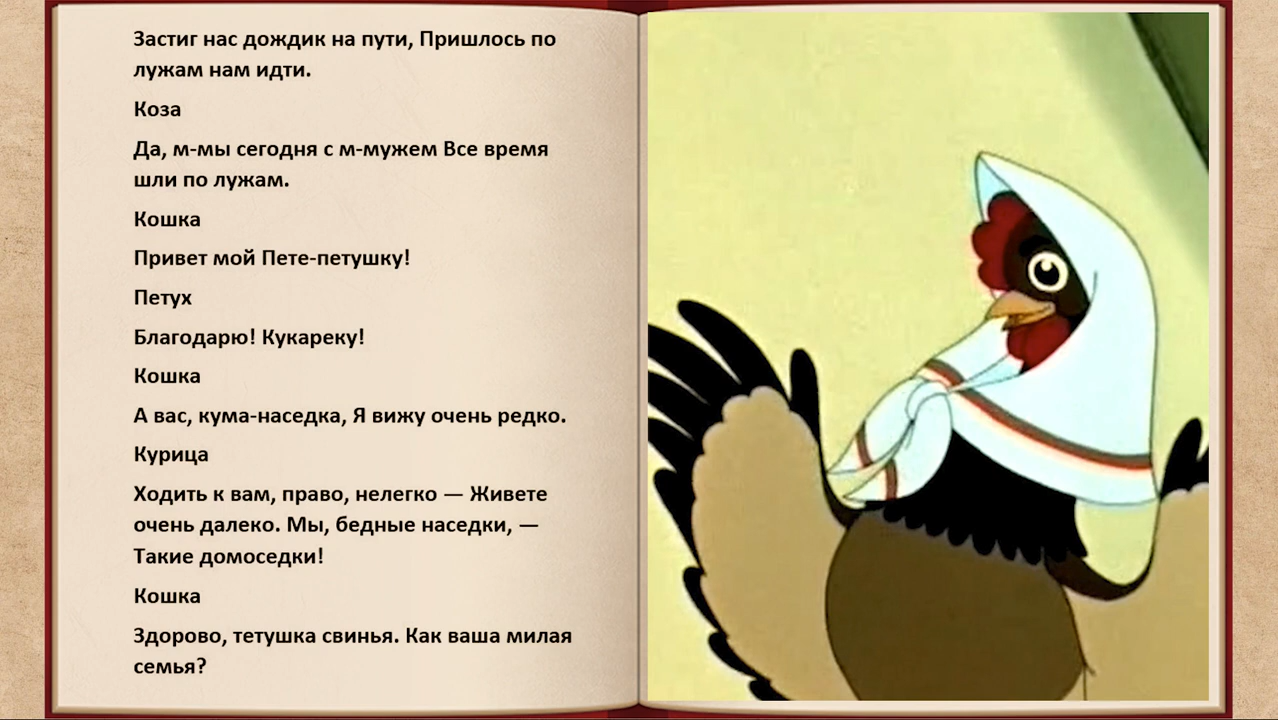 Застиг нас дождик на пути, Пришлось по
лужам нам идти.
Коза
Да, м-мы сегодня с м-мужем Все время
шли по лужам.
Кошка
Привет мой Пете-петушку!
Петух
Благодарю! Кукареку!
Кошка
А вас, кума-наседка, Я вижу очень редко.
Курица
Ходить к вам, право, нелегко — Живете
очень далеко. Мы, бедные наседки, —
Такие домоседки!
Кошка
Здорово, тетушка свинья. Как ваша милая
семья?